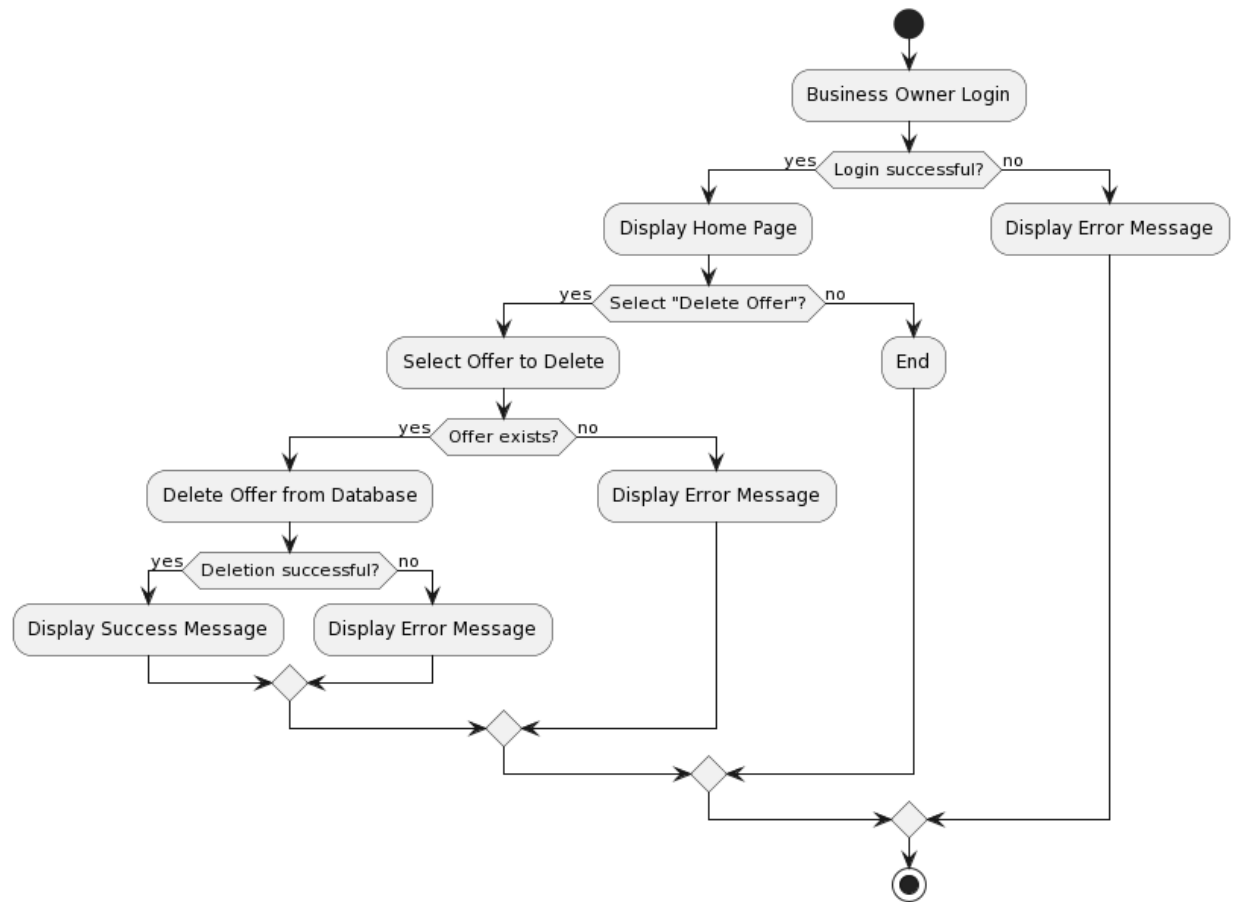 Business Owner Login
yes
Login successful?
no
Display Home Page
Display Error Message
yes
Select "Delete Offer"?
no
Select Offer to Delete
End
yes
Offer exists?
no
Delete Offer from Database
Display Error Message
yes
Deletion successful?
no
Display Success Message
Display Error Message